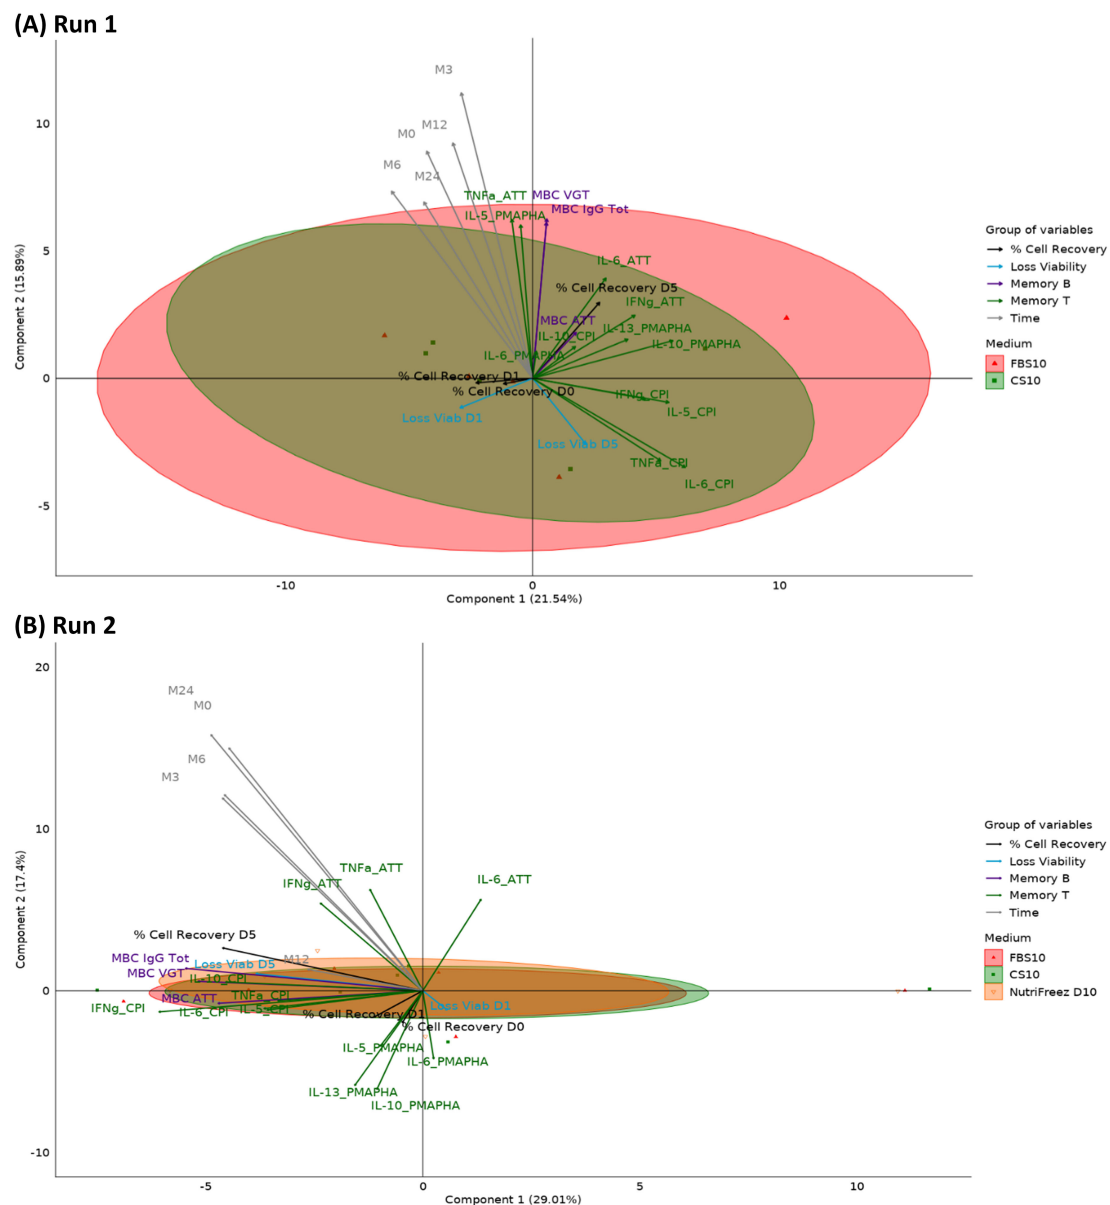 (A) Run 1
M3
10
M12
M0
M6
M24
TNFa_ATT MBC VGT
IL-5_PMAPHA MBC IgG Tot
5
IL-6_ATT
% Cell Recovery D5
IFNg_ATT
MBC ATT
IL-13_PMAPHA
IL-10_CPI
IL-10_PMAPHA
IL-6_PMAPHA
0
% Cell Recovery D1
% Cell Recovery D0
IFNg_CPI
IL-5_CPI
Loss Viab D1
Loss Viab D5
TNFa_CPI
IL-6_CPI
-5
Component 2 (15.89%)
-10 0 10
Component 1 (21.54%)
Group of variables
% Cell Recovery
Loss Viability
Memory B
Memory T
Time
Medium
FBS10
CS10
(B) Run 2
20
M24
M0
M6
M3
10
TNFa_ATT
IFNg_ATT
IL-6_ATT
% Cell Recovery D5
MBC IgG Tot
M12
Loss Viab D5
MBC VGT
IL-10_CPI
0
MBC ATT
TNFa_CPI
IFNg_CPI
IL-6_CPI
IL-5_CPI
Loss Viab D1
% Cell Recovery D1
% Cell Recovery D0
IL-5_PMAPHA
IL-6_PMAPHA
IL-13_PMAPHA
IL-10_PMAPHA
-10
Component 2 (17.4%)
-5 0 5 10
Component 1 (29.01%)
Group of variables
% Cell Recovery
Loss Viability
Memory B
Memory T
Time
Medium
FBS10
CS10
NutriFreez D10